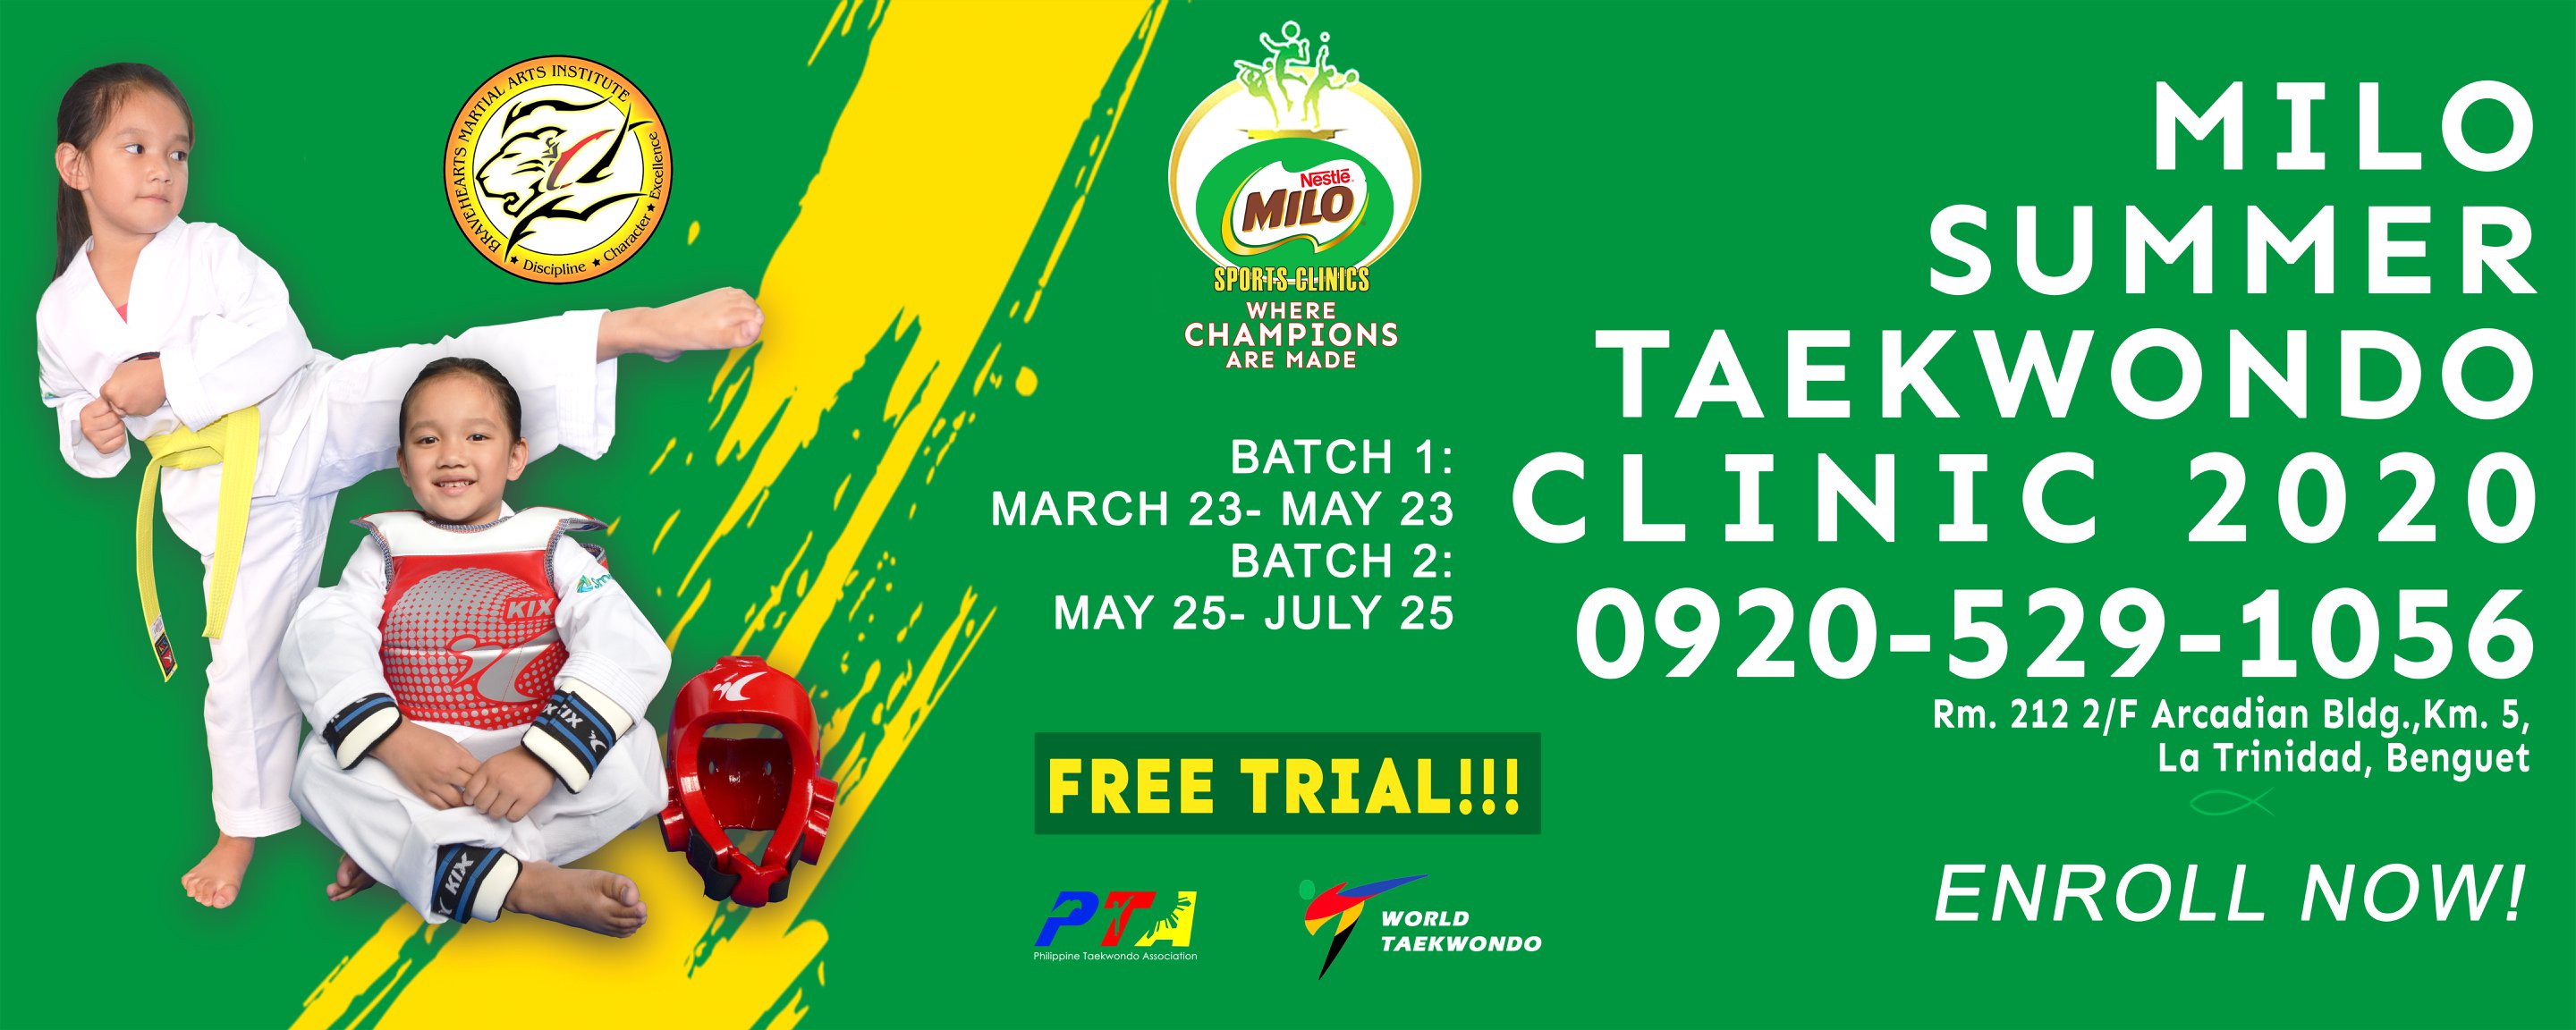 BRAVEHEARTS MARTIAL ARTS INSTITUTE
★ Discipline ★ Character ★ Excellence
Nestlé
MILO
SPORTS-CLINICS
WHERE
CHAMPIONS
ARE MADE
MILO
SUMMER
TAEKWONDO
CLINIC 2020
0920-529-1056
Rm. 212 2/F Arcadian Bldg.,Km. 5,
La Trinidad, Benguet
BATCH 1:
MARCH 23- MAY 23
BATCH 2:
MAY 25- JULY 25
FREE TRIAL!!!
ENROLL NOW!
PTA
Philippine Taekwondo Association
WORLD
TAEKWONDO
KIX
KIX
KIX